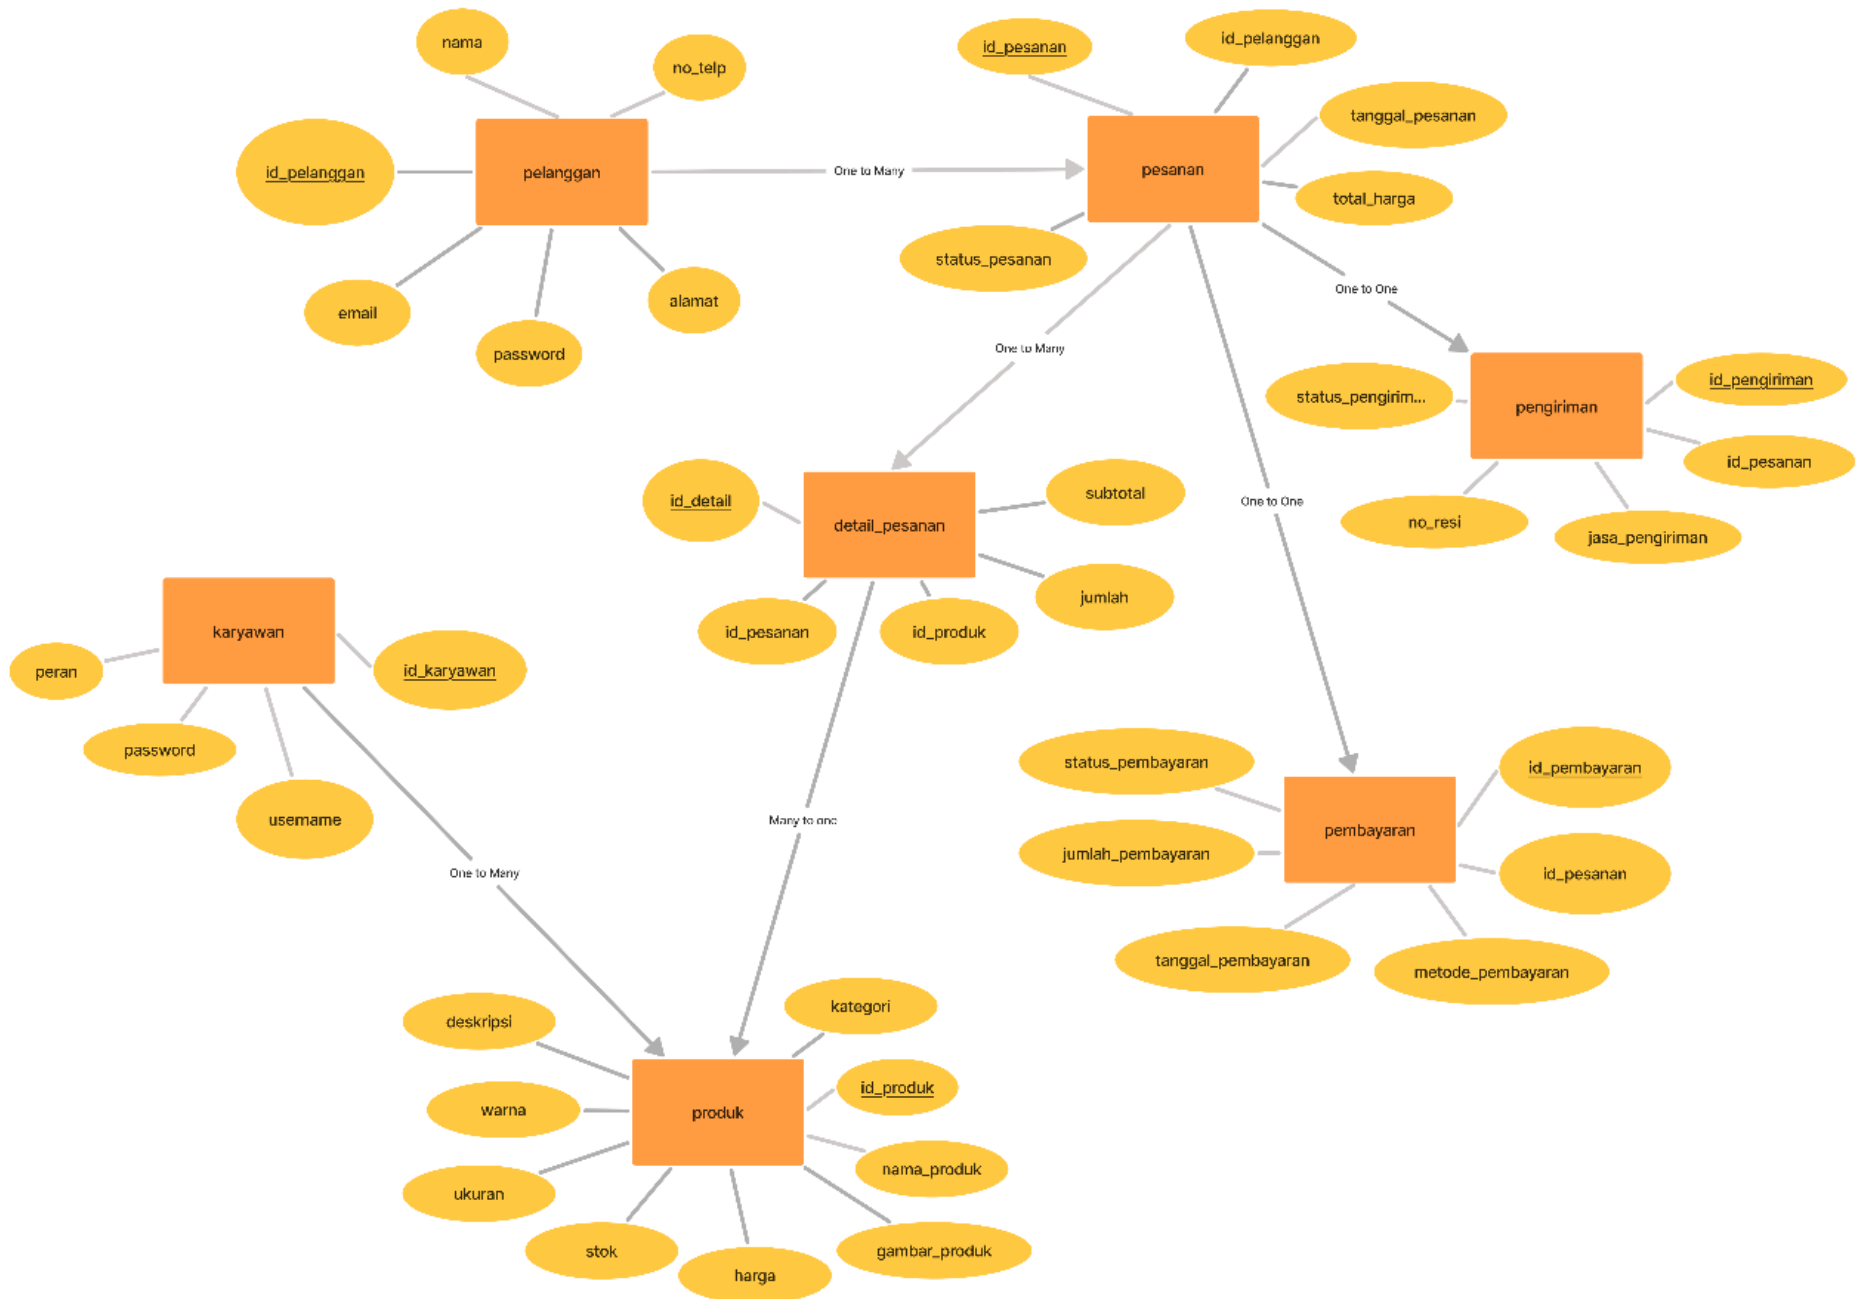 nama
no_telp
id_pelanggan
pelanggan
email
password
alamat
One to Many
id_pesanan
id_pelanggan
tanggal_pesanan
pesanan
total_harga
status_pesanan
One to One
One to Many
One to One
status_pengirim...
pengiriman
id_pengiriman
id_pesanan
no_resi
jasa_pengiriman
id_detail
detail_pesanan
subtotal
jumlah
id_pesanan
id_produk
karyawan
peran
id_karyawan
password
username
One to Many
Many to one
status_pembayaran
id_pembayaran
pembayaran
jumlah_pembayaran
id_pesanan
tanggal_pembayaran
metode_pembayaran
deskripsi
kategori
warna
produk
id_produk
ukuran
nama_produk
stok
harga
gambar_produk